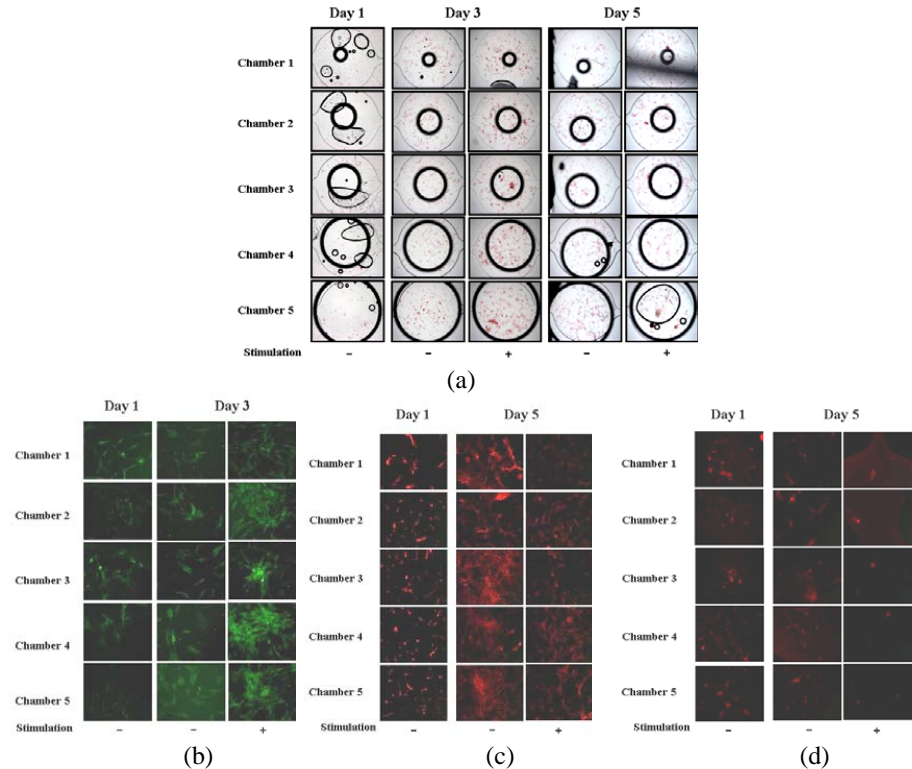 Day 1 Day 3 Day 5
Chamber 1
Chamber 2
Chamber 3
Chamber 4
Chamber 5
Stimulation − − + − +
(a)
Day 1 Day 3
Chamber 1
Chamber 2
Chamber 3
Chamber 4
Chamber 5
Stimulation − − +
(b)
Day 1 Day 5
Chamber 1
Chamber 2
Chamber 3
Chamber 4
Chamber 5
Stimulation − − +
(c)
Day 1 Day 5
Chamber 1
Chamber 2
Chamber 3
Chamber 4
Chamber 5
Stimulation − − +
(d)